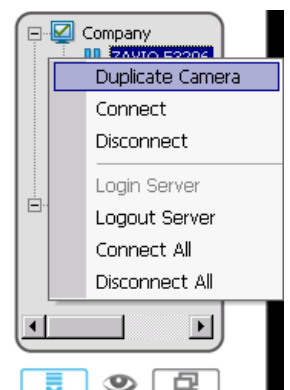 Company
Duplicate Camera
Connect
Disconnect
Login Server
Logout Server
Connect All
Disconnect All